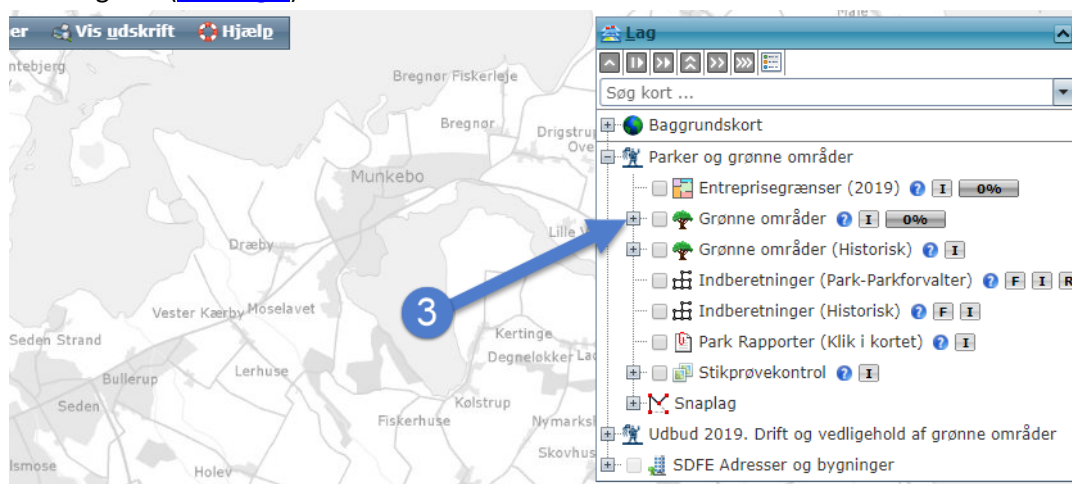 er Vis udskrift Hjælp
Lag
Søg kort ...
Baggrundskort
Parker og grønne områder
Entreprisegrænser (2019) ? I 0%
Grønne områder ? I 0%
Grønne områder (Historisk) ? I
Indberetninger (Park-Parkforvalter) ? F I R
Indberetninger (Historisk) ? F I
Park Rapporter (Klik i kortet) ? I
Stikprøvekontrol ? I
Snaplag
Udbud 2019. Drift og vedligehold af grønne områder
SDFE Adresser og bygninger
ntebjerg
Bregnør Fiskerleje
Bregnør
Drigstrup
Munkebo
Lille V
Dræby
3
Vester Kærby
Moselavet
Seden Strand
Kertinge
Degneløkker
Lad
Lerhuse
Bullerup
Seden
Kolstrup
Fiskerhuse
Nymarksl
Skovhus
lsmose
Holev